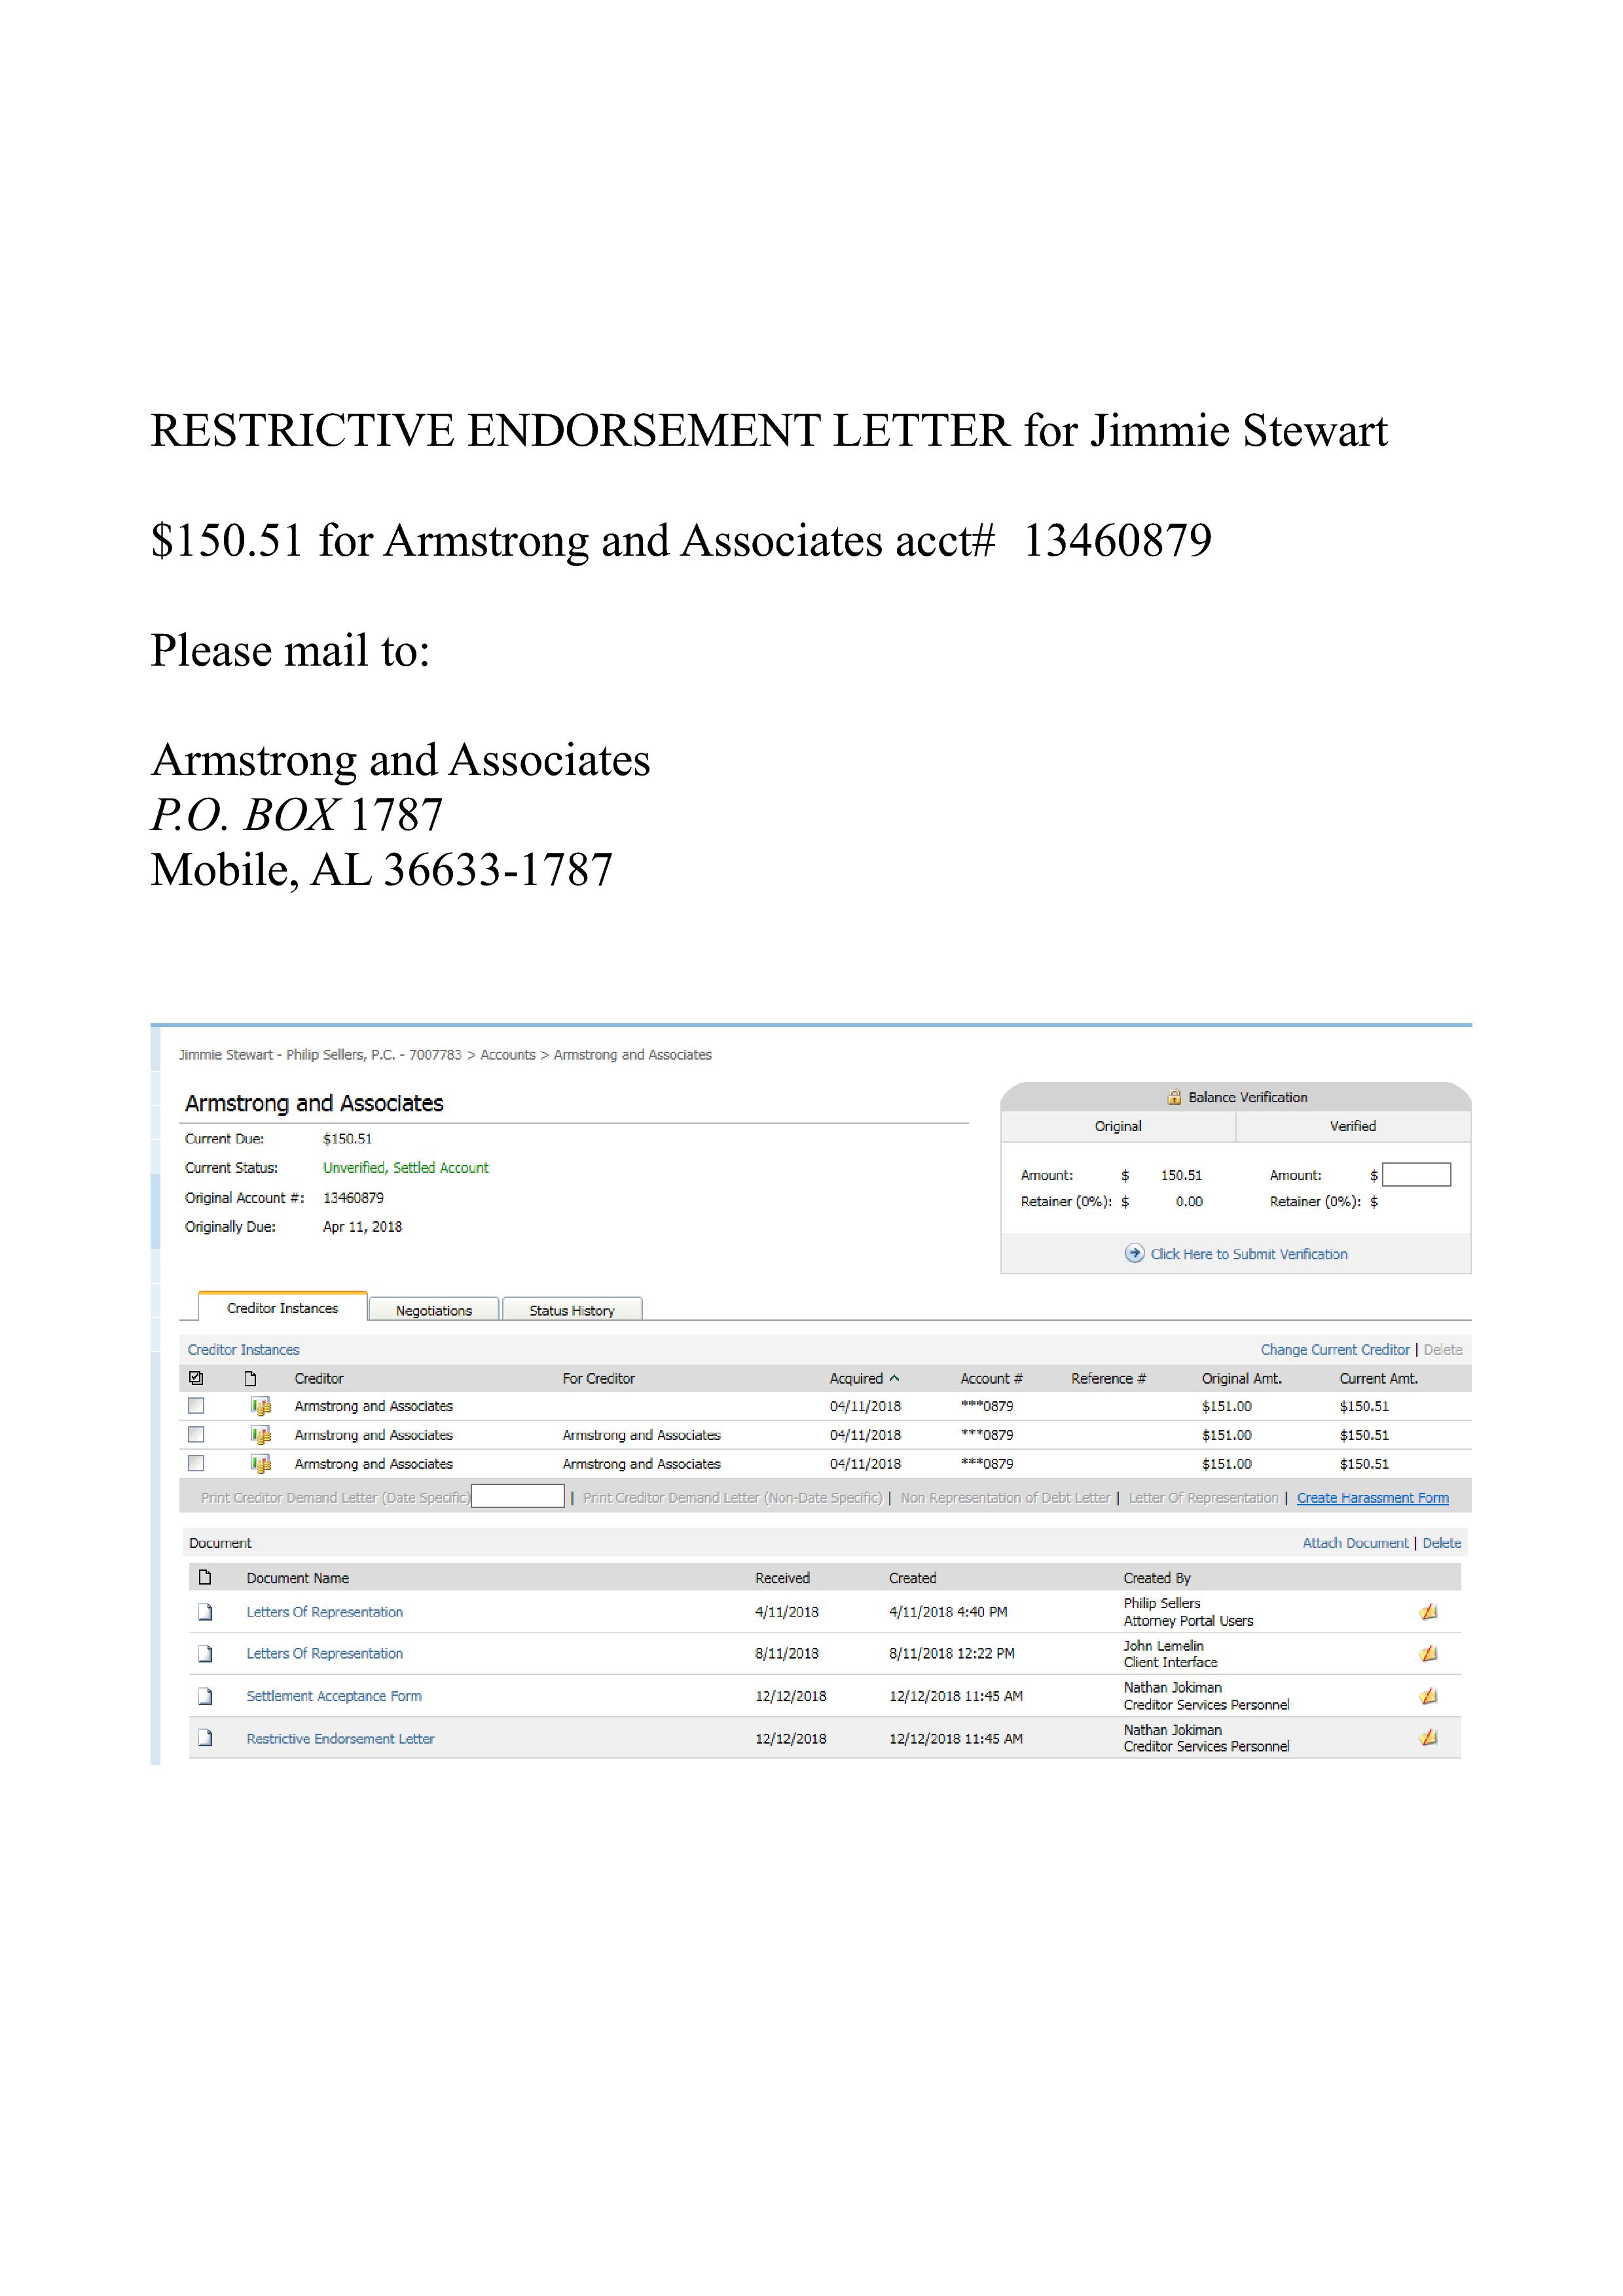 RESTRICTIVE ENDORSEMENT LETTER for Jimmie Stewart
$150.51 for Armstrong and Associates acct#  13460879
Please mail to:
Armstrong and Associates
P.O. BOX 1787
Mobile, AL 36633-1787
Jimmie Stewart - Philip Sellers, P.C. - 7007783 > Accounts > Armstrong and Associates
Armstrong and Associates
Current Due: $150.51
Current Status: Unverified, Settled Account
Original Account #: 13460879
Originally Due: Apr 11, 2018
Balance Verification
Original Verified
Amount: $ 150.51 Amount: $
Retainer (0%): $ 0.00 Retainer (0%): $
Click Here to Submit Verification
Creditor Instances Negotiations Status History
Creditor Instances Change Current Creditor | Delete
Creditor For Creditor Acquired Account # Reference # Original Amt. Current Amt.
Armstrong and Associates 04/11/2018 ***0879 $151.00 $150.51
Armstrong and Associates Armstrong and Associates 04/11/2018 ***0879 $151.00 $150.51
Armstrong and Associates Armstrong and Associates 04/11/2018 ***0879 $151.00 $150.51
Print Creditor Demand Letter (Date Specific) | Print Creditor Demand Letter (Non-Date Specific) | Non Representation of Debt Letter | Letter Of Representation | Create Harassment Form
Document Attach Document | Delete
Document Name Received Created Created By
Letters Of Representation 4/11/2018 4/11/2018 4:40 PM Philip Sellers
Attorney Portal Users
Letters Of Representation 8/11/2018 8/11/2018 12:22 PM John Lemelin
Client Interface
Settlement Acceptance Form 12/12/2018 12/12/2018 11:45 AM Nathan Jokiman
Creditor Services Personnel
Restrictive Endorsement Letter 12/12/2018 12/12/2018 11:45 AM Nathan Jokiman
Creditor Services Personnel